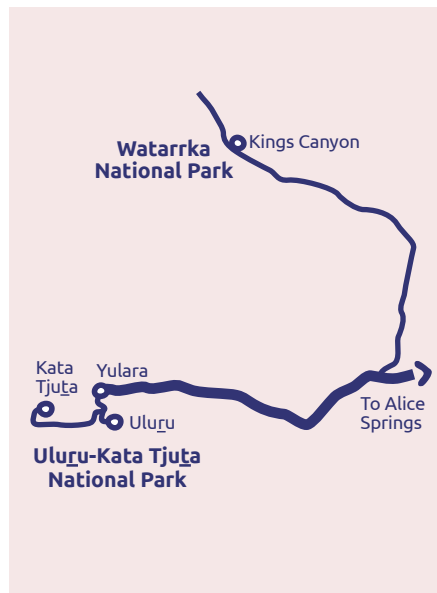 Kings Canyon
Watarrka
National Park
Kata
Tjuṯa
Yulara
Uluṟu
To Alice
Springs
Uluṟu-Kata Tjuṯa
National Park